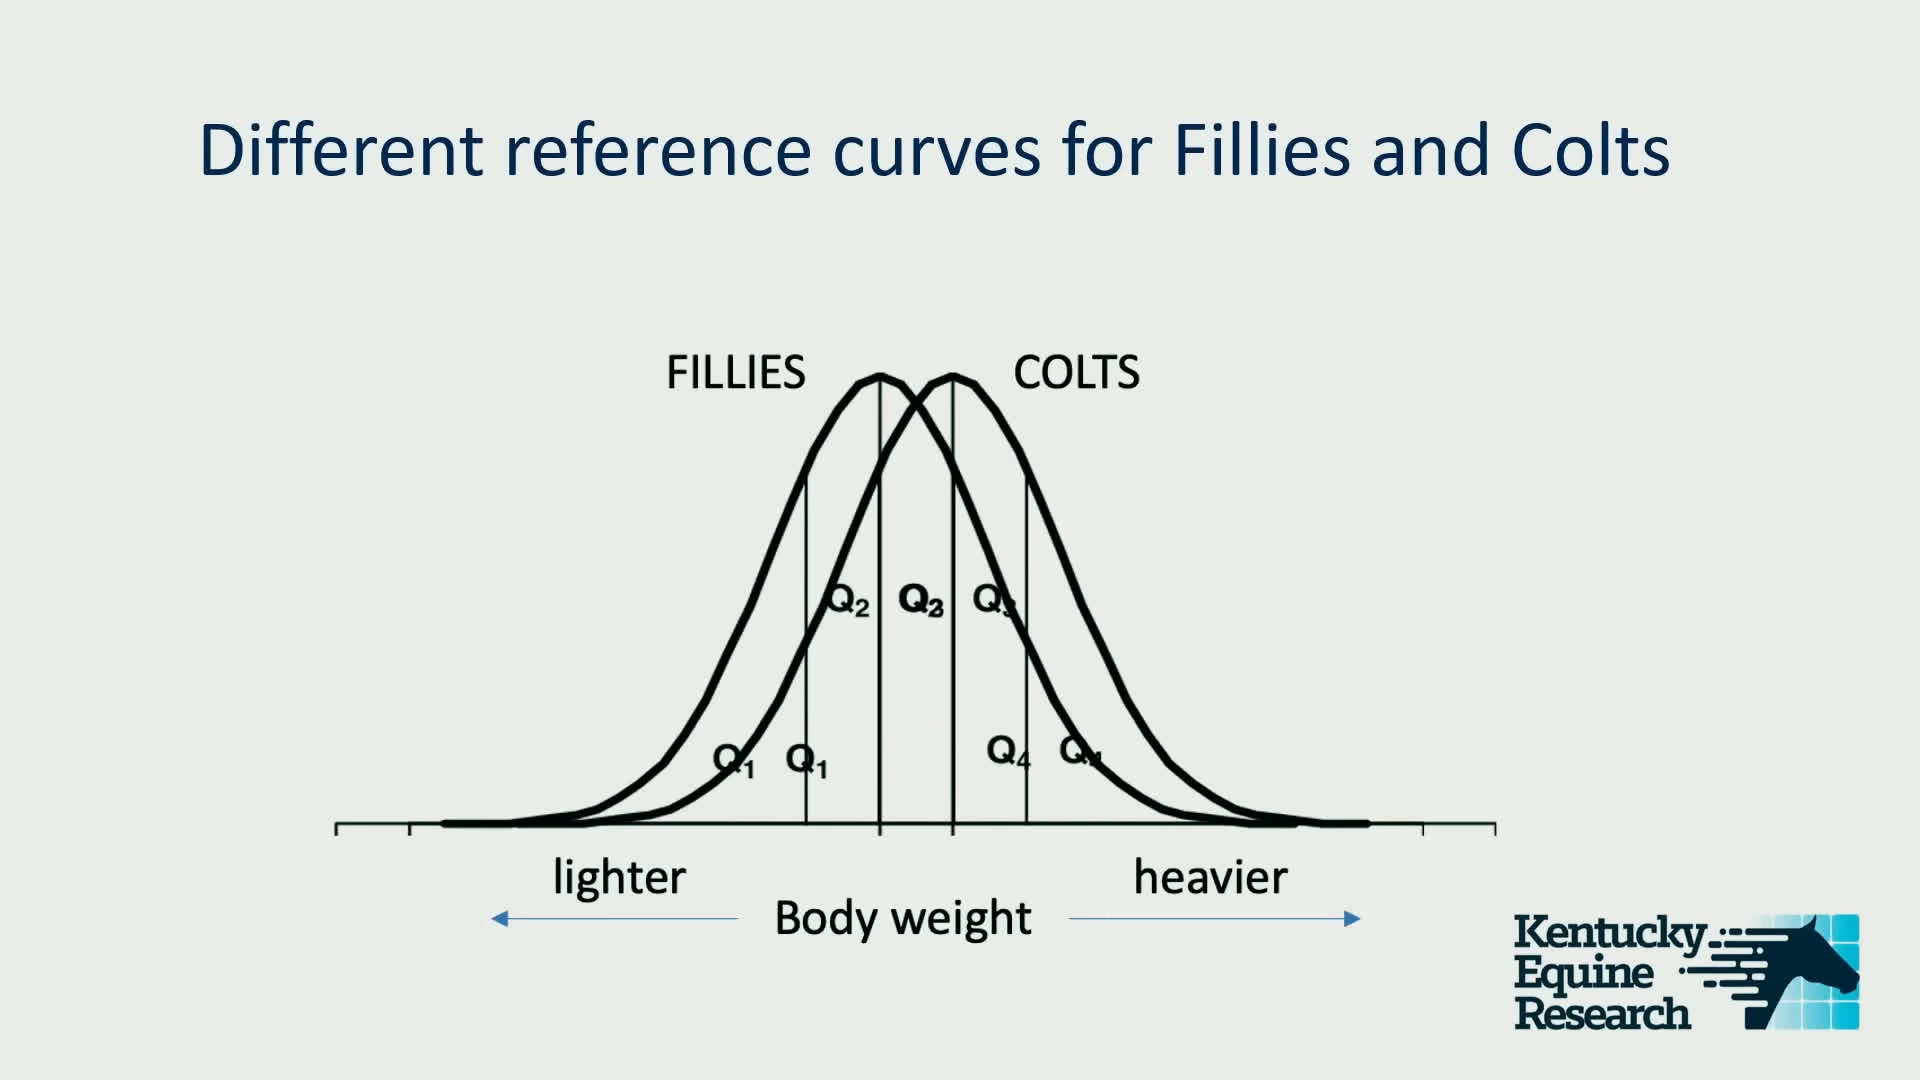 Different reference curves for Fillies and Colts
FILLIES
COLTS
Q2
Q3
Q1
Q1
Q4
lighter
heavier
Body weight
Kentucky
Equine
Research